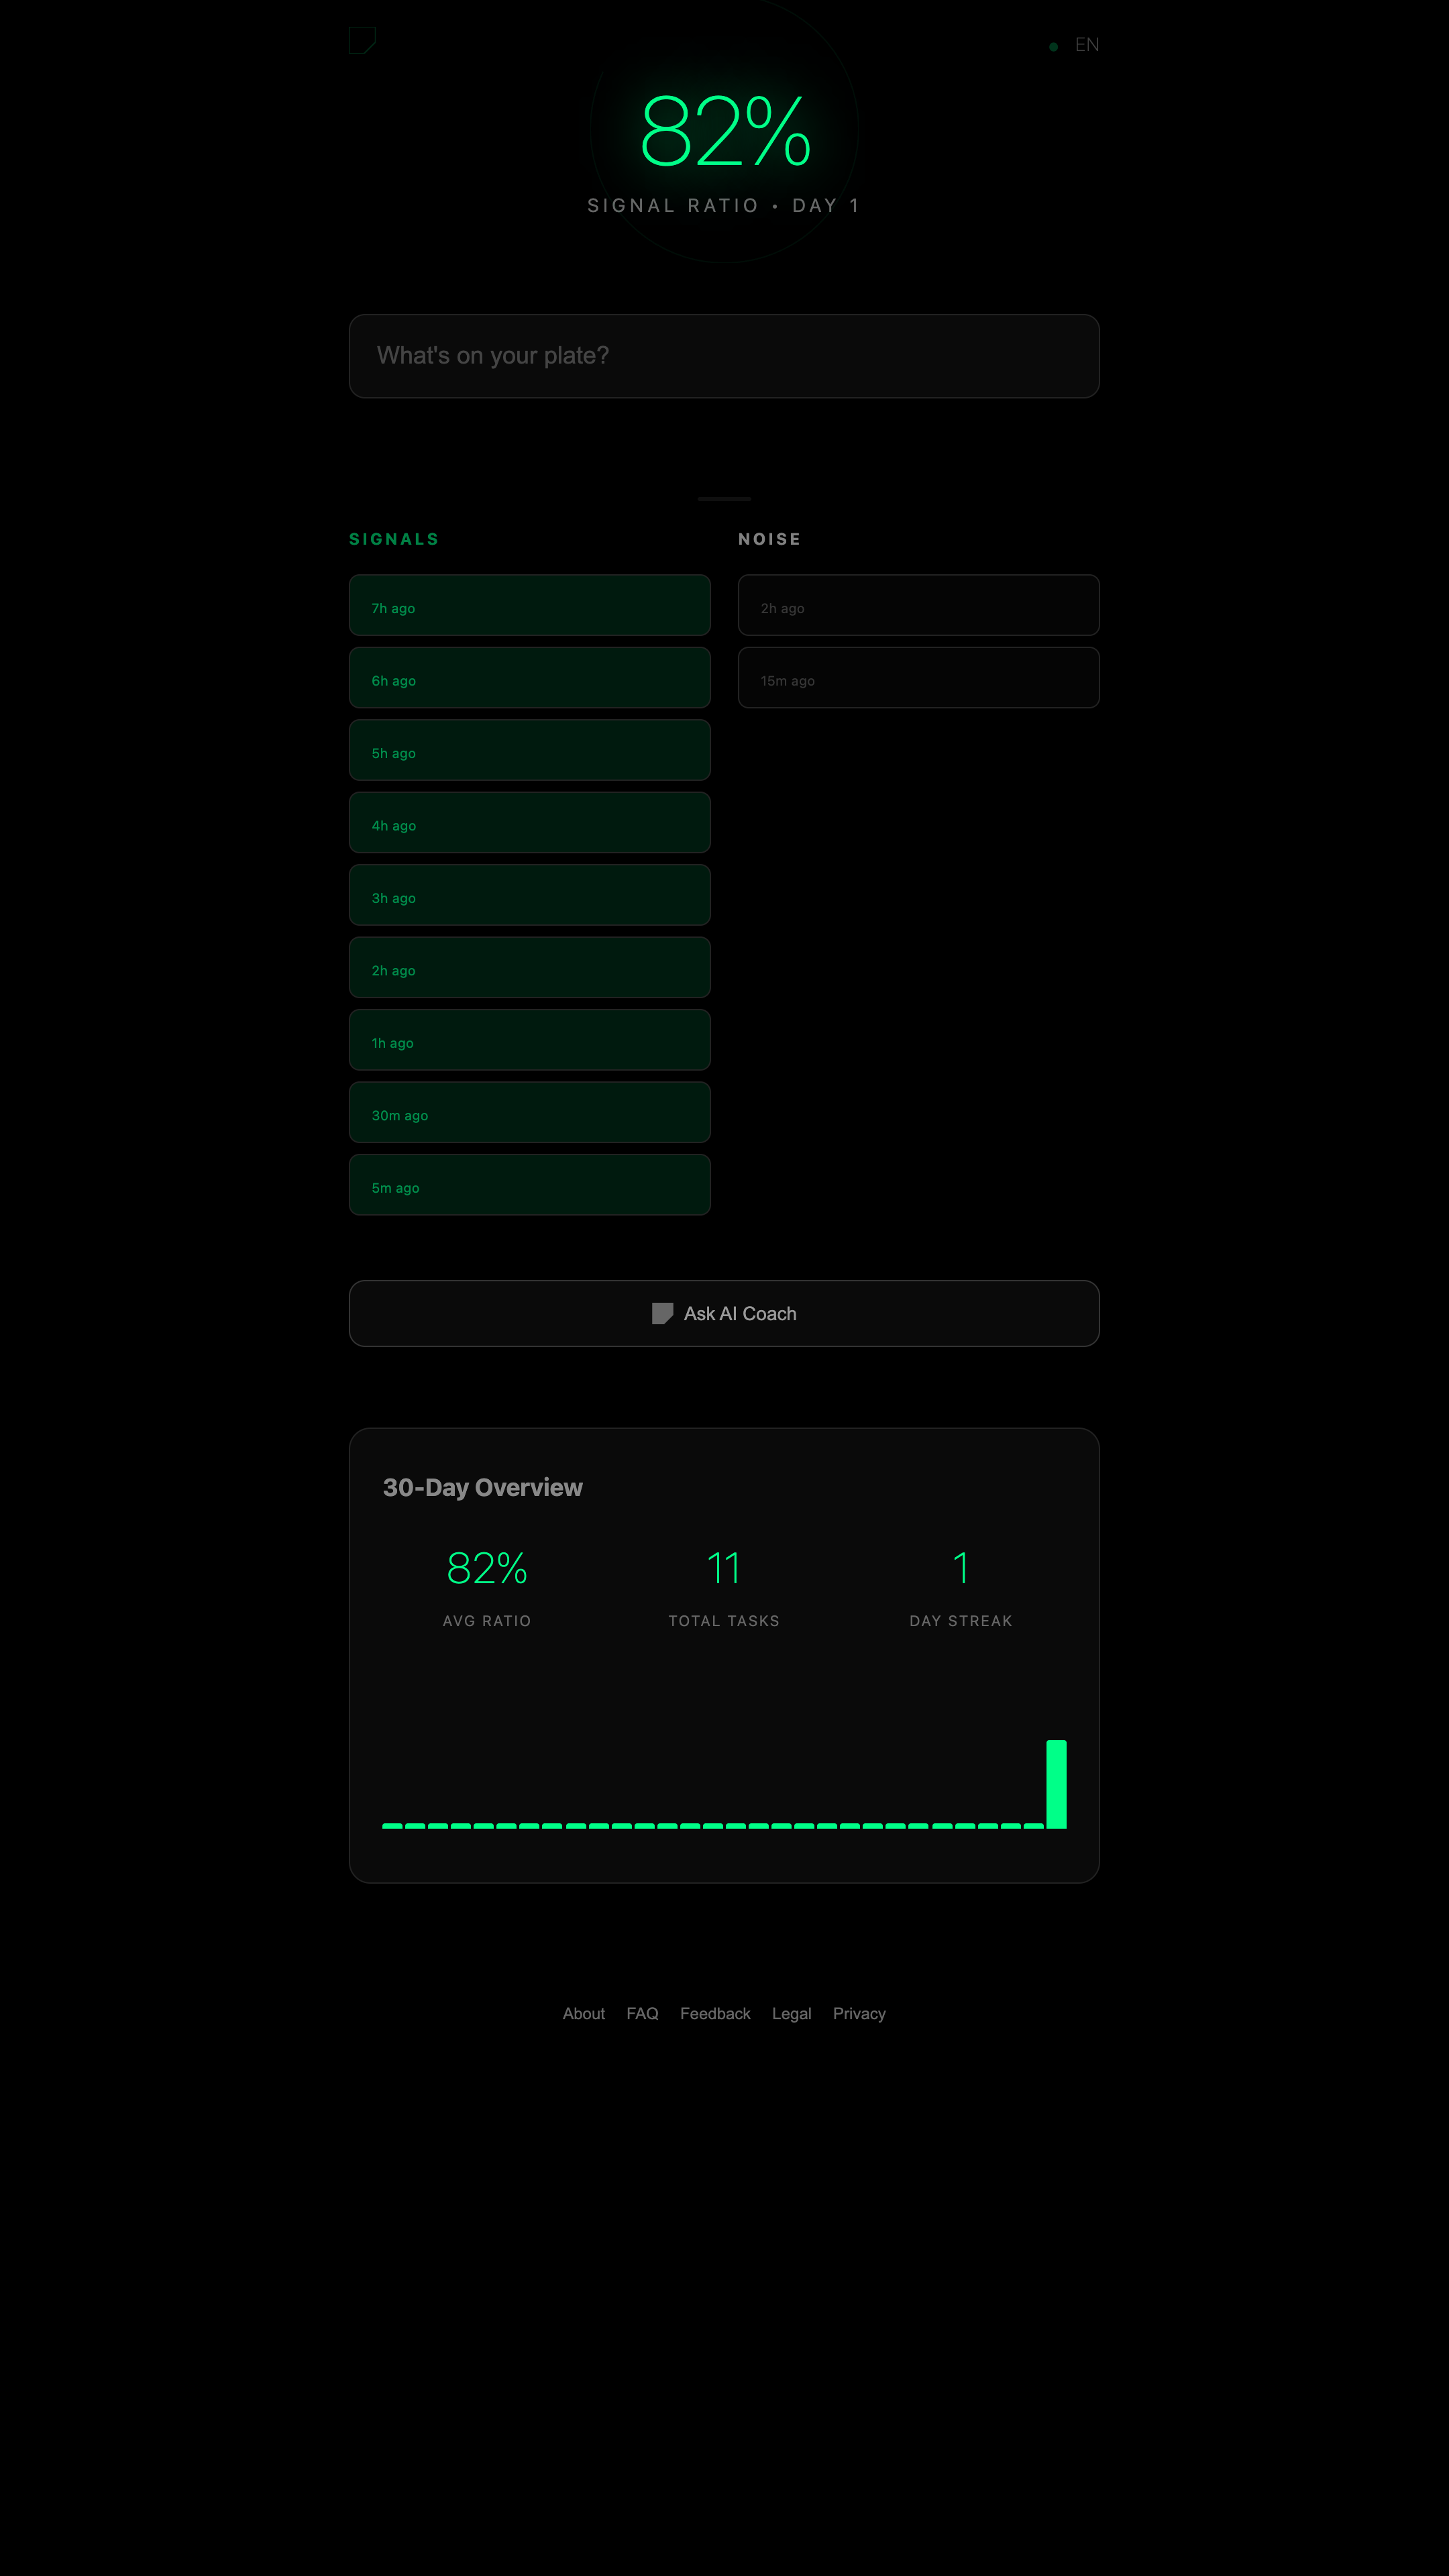 EN
82%
SIGNAL RATIO • DAY 1
What's on your plate?
SIGNALS
7h ago
6h ago
5h ago
4h ago
3h ago
2h ago
1h ago
30m ago
5m ago
NOISE
2h ago
15m ago
Ask AI Coach
30-Day Overview
82% 11 1
AVG RATIO TOTAL TASKS DAY STREAK
About FAQ Feedback Legal Privacy